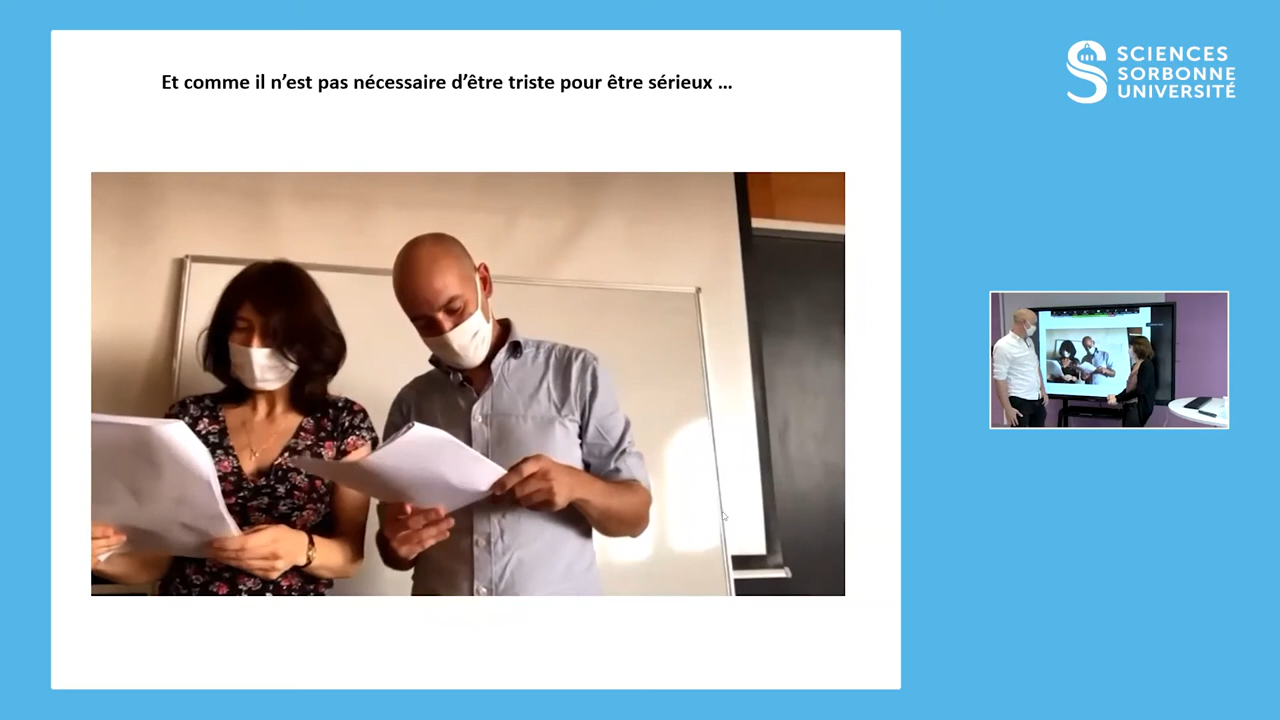 Et comme il n’est pas nécessaire d’être triste pour être sérieux …
SCIENCES
SORBONNE
UNIVERSITÉ